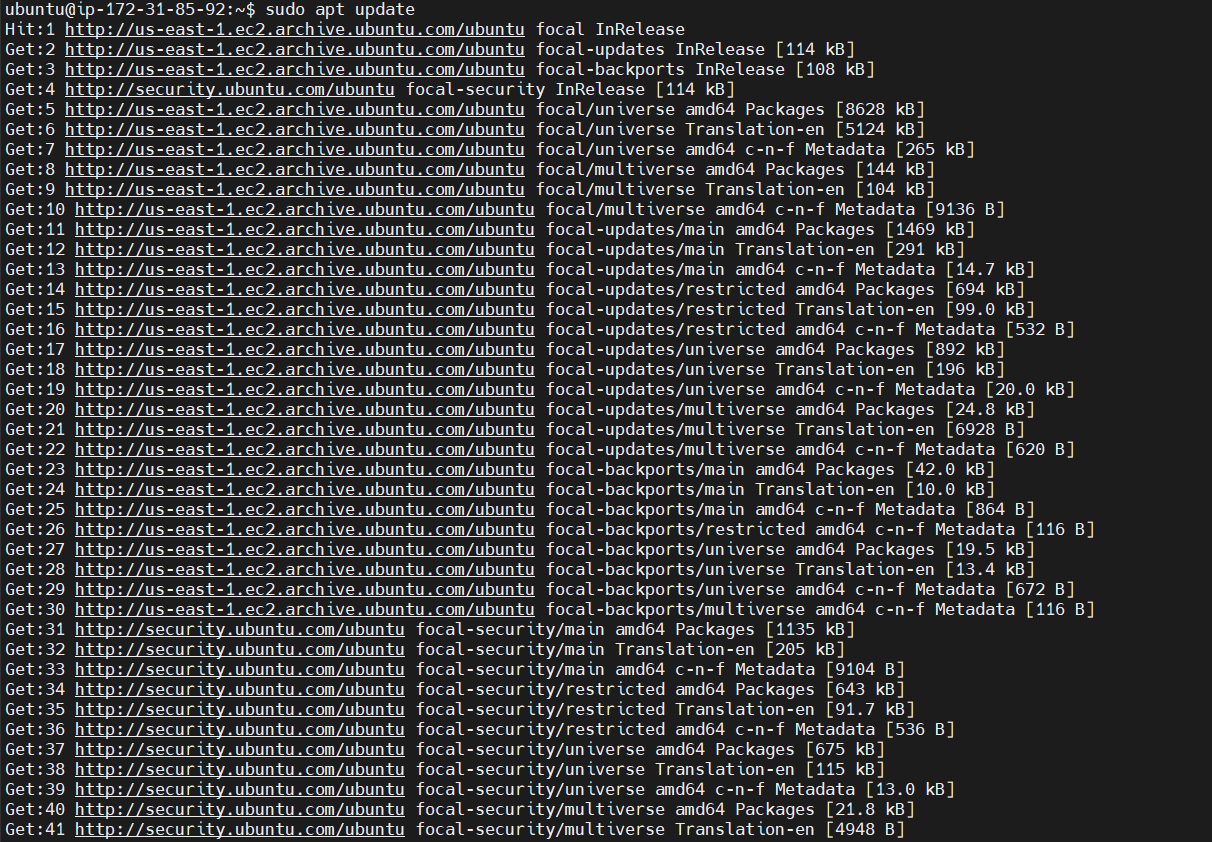 ubuntu@ip-172-31-85-92:~$ sudo apt update
Hit:1 http://us-east-1.ec2.archive.ubuntu.com/ubuntu focal InRelease
Get:2 http://us-east-1.ec2.archive.ubuntu.com/ubuntu focal-updates InRelease [114 kB]
Get:3 http://us-east-1.ec2.archive.ubuntu.com/ubuntu focal-backports InRelease [108 kB]
Get:4 http://security.ubuntu.com/ubuntu focal-security InRelease [114 kB]
Get:5 http://us-east-1.ec2.archive.ubuntu.com/ubuntu focal/universe amd64 Packages [8628 kB]
Get:6 http://us-east-1.ec2.archive.ubuntu.com/ubuntu focal/universe Translation-en [5124 kB]
Get:7 http://us-east-1.ec2.archive.ubuntu.com/ubuntu focal/universe amd64 c-n-f Metadata [265 kB]
Get:8 http://us-east-1.ec2.archive.ubuntu.com/ubuntu focal/multiverse amd64 Packages [144 kB]
Get:9 http://us-east-1.ec2.archive.ubuntu.com/ubuntu focal/multiverse Translation-en [104 kB]
Get:10 http://us-east-1.ec2.archive.ubuntu.com/ubuntu focal/multiverse amd64 c-n-f Metadata [9136 B]
Get:11 http://us-east-1.ec2.archive.ubuntu.com/ubuntu focal-updates/main amd64 Packages [1469 kB]
Get:12 http://us-east-1.ec2.archive.ubuntu.com/ubuntu focal-updates/main Translation-en [291 kB]
Get:13 http://us-east-1.ec2.archive.ubuntu.com/ubuntu focal-updates/main amd64 c-n-f Metadata [14.7 kB]
Get:14 http://us-east-1.ec2.archive.ubuntu.com/ubuntu focal-updates/restricted amd64 Packages [694 kB]
Get:15 http://us-east-1.ec2.archive.ubuntu.com/ubuntu focal-updates/restricted Translation-en [99.0 kB]
Get:16 http://us-east-1.ec2.archive.ubuntu.com/ubuntu focal-updates/restricted amd64 c-n-f Metadata [532 B]
Get:17 http://us-east-1.ec2.archive.ubuntu.com/ubuntu focal-updates/universe amd64 Packages [892 kB]
Get:18 http://us-east-1.ec2.archive.ubuntu.com/ubuntu focal-updates/universe Translation-en [196 kB]
Get:19 http://us-east-1.ec2.archive.ubuntu.com/ubuntu focal-updates/universe amd64 c-n-f Metadata [20.0 kB]
Get:20 http://us-east-1.ec2.archive.ubuntu.com/ubuntu focal-updates/multiverse amd64 Packages [24.8 kB]
Get:21 http://us-east-1.ec2.archive.ubuntu.com/ubuntu focal-updates/multiverse Translation-en [6928 B]
Get:22 http://us-east-1.ec2.archive.ubuntu.com/ubuntu focal-updates/multiverse amd64 c-n-f Metadata [620 B]
Get:23 http://us-east-1.ec2.archive.ubuntu.com/ubuntu focal-backports/main amd64 Packages [42.0 kB]
Get:24 http://us-east-1.ec2.archive.ubuntu.com/ubuntu focal-backports/main Translation-en [10.0 kB]
Get:25 http://us-east-1.ec2.archive.ubuntu.com/ubuntu focal-backports/main amd64 c-n-f Metadata [864 B]
Get:26 http://us-east-1.ec2.archive.ubuntu.com/ubuntu focal-backports/restricted amd64 c-n-f Metadata [116 B]
Get:27 http://us-east-1.ec2.archive.ubuntu.com/ubuntu focal-backports/universe amd64 Packages [19.5 kB]
Get:28 http://us-east-1.ec2.archive.ubuntu.com/ubuntu focal-backports/universe Translation-en [13.4 kB]
Get:29 http://us-east-1.ec2.archive.ubuntu.com/ubuntu focal-backports/universe amd64 c-n-f Metadata [672 B]
Get:30 http://us-east-1.ec2.archive.ubuntu.com/ubuntu focal-backports/multiverse amd64 c-n-f Metadata [116 B]
Get:31 http://security.ubuntu.com/ubuntu focal-security/main amd64 Packages [1135 kB]
Get:32 http://security.ubuntu.com/ubuntu focal-security/main Translation-en [205 kB]
Get:33 http://security.ubuntu.com/ubuntu focal-security/main amd64 c-n-f Metadata [9104 B]
Get:34 http://security.ubuntu.com/ubuntu focal-security/restricted amd64 Packages [643 kB]
Get:35 http://security.ubuntu.com/ubuntu focal-security/restricted Translation-en [91.7 kB]
Get:36 http://security.ubuntu.com/ubuntu focal-security/restricted amd64 c-n-f Metadata [536 B]
Get:37 http://security.ubuntu.com/ubuntu focal-security/universe amd64 Packages [675 kB]
Get:38 http://security.ubuntu.com/ubuntu focal-security/universe Translation-en [115 kB]
Get:39 http://security.ubuntu.com/ubuntu focal-security/universe amd64 c-n-f Metadata [13.0 kB]
Get:40 http://security.ubuntu.com/ubuntu focal-security/multiverse amd64 Packages [21.8 kB]
Get:41 http://security.ubuntu.com/ubuntu focal-security/multiverse Translation-en [4948 B]